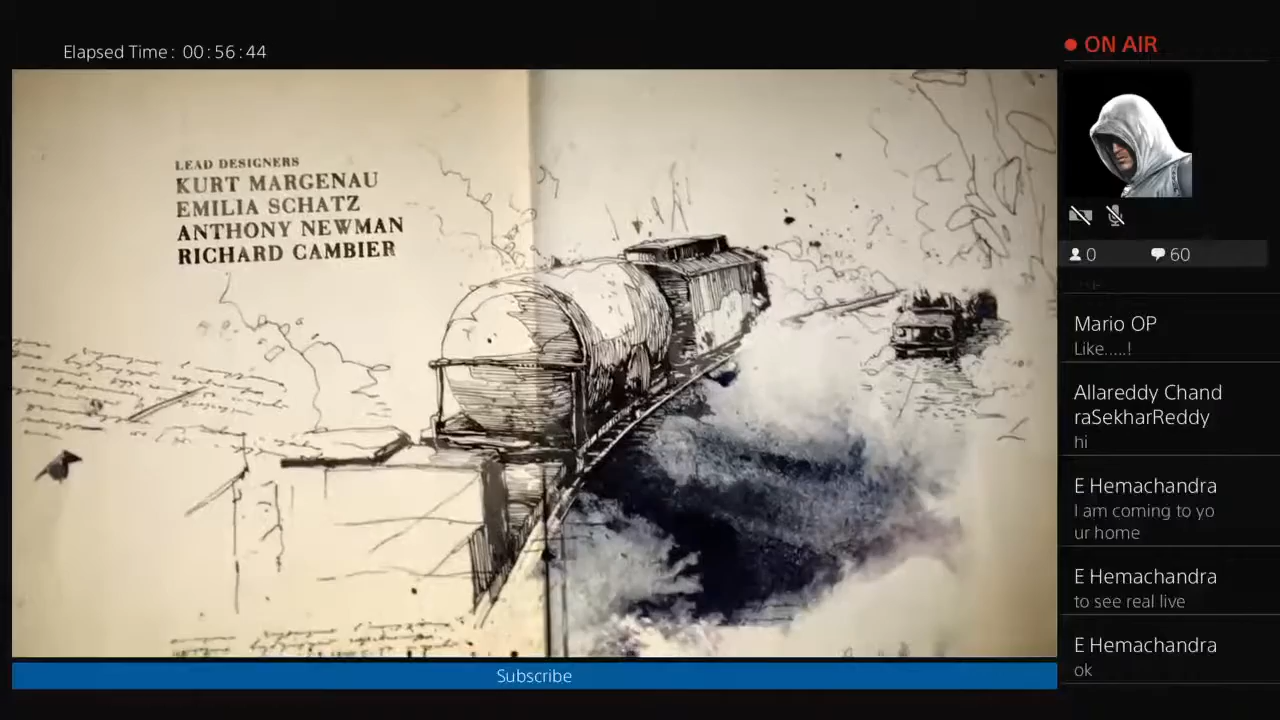 Elapsed Time: 00:56:44
ON AIR
LEAD DESIGNERS
KURT MARGENAU
EMILIA SCHATZ
ANTHONY NEWMAN
RICHARD CAMBIER
0
60
Mario OP
Like.....!
Allareddy Chand
raSekharReddy
hi
E Hemachandra
I am coming to yo
ur home
E Hemachandra
to see real live
E Hemachandra
ok
Subscribe